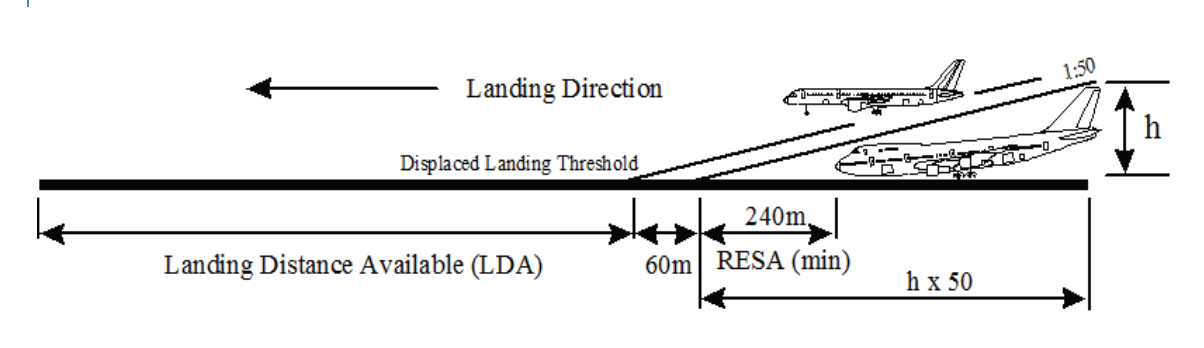 1:50
Landing Direction
h
Displaced Landing Threshold
240m
Landing Distance Available (LDA)
60m
RESA (min)
h x 50